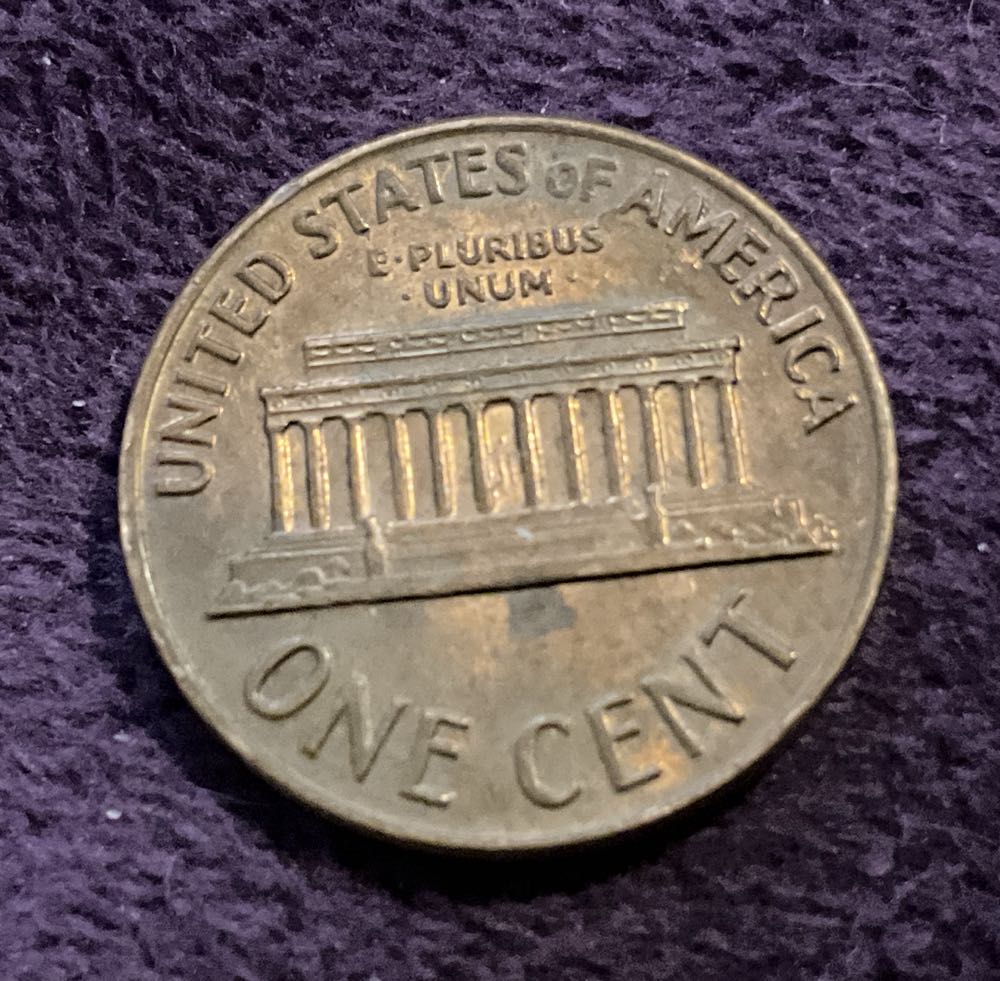 UNITED STATES OF AMERICA
E·PLURIBUS
·UNUM·
ONE CENT